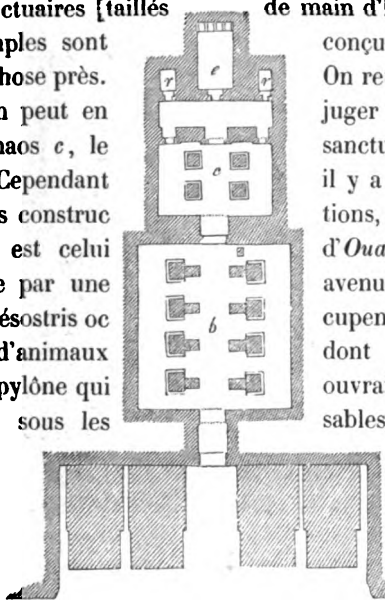 ctuaires [taillés de main d'
ples sont conçu
hose près. On re
peut en juger
naos c, le sanctu
Cependant il y a
s construc tions,
est celui d'Oua
e par une avenu
ésostris oc cupen
d'animaux dont
pylône qui ouvra
sous les sables
e
r r
c
b